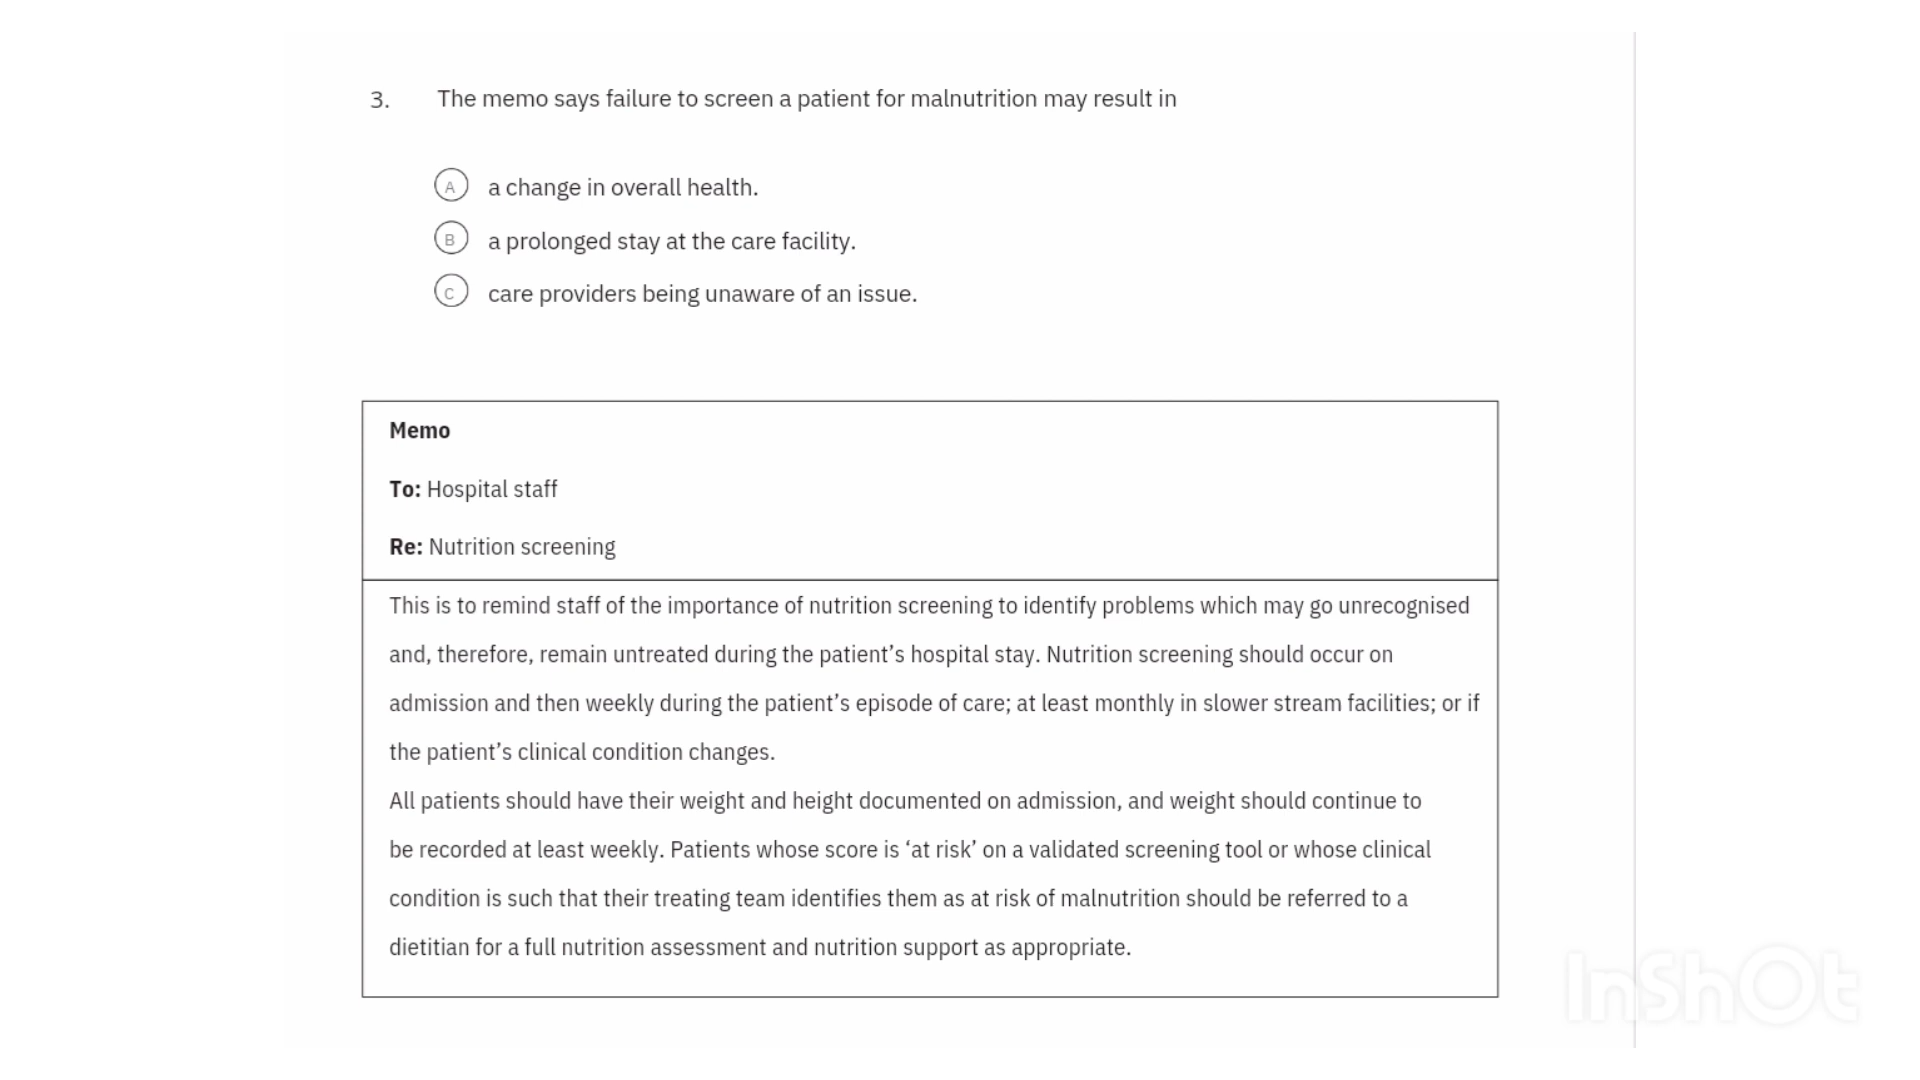 3. The memo says failure to screen a patient for malnutrition may result in
A a change in overall health.
B a prolonged stay at the care facility.
C care providers being unaware of an issue.
Memo
To: Hospital staff
Re: Nutrition screening
This is to remind staff of the importance of nutrition screening to identify problems which may go unrecognised
and, therefore, remain untreated during the patient’s hospital stay. Nutrition screening should occur on
admission and then weekly during the patient’s episode of care; at least monthly in slower stream facilities; or if
the patient’s clinical condition changes.
All patients should have their weight and height documented on admission, and weight should continue to
be recorded at least weekly. Patients whose score is ‘at risk’ on a validated screening tool or whose clinical
condition is such that their treating team identifies them as at risk of malnutrition should be referred to a
dietitian for a full nutrition assessment and nutrition support as appropriate.
InShOt